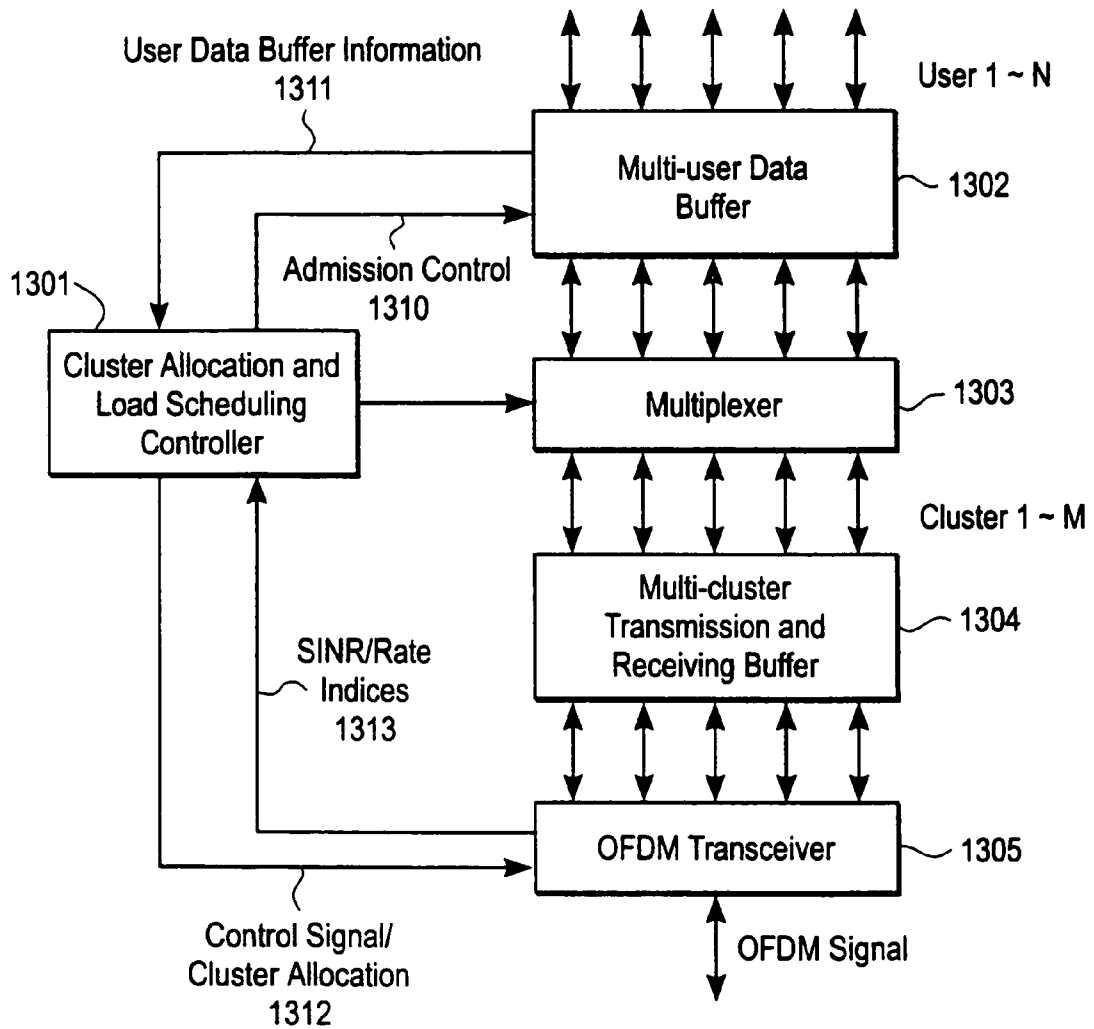 User Data Buffer Information
1311
User 1 ~ N
Multi-user Data
Buffer
1302
Admission Control
1310
1301
Cluster Allocation and
Load Scheduling
Controller
Multiplexer
1303
Cluster 1 ~ M
Multi-cluster
Transmission and
Receiving Buffer
1304
SINR/Rate
Indices
1313
OFDM Transceiver
1305
Control Signal/
Cluster Allocation
1312
OFDM Signal